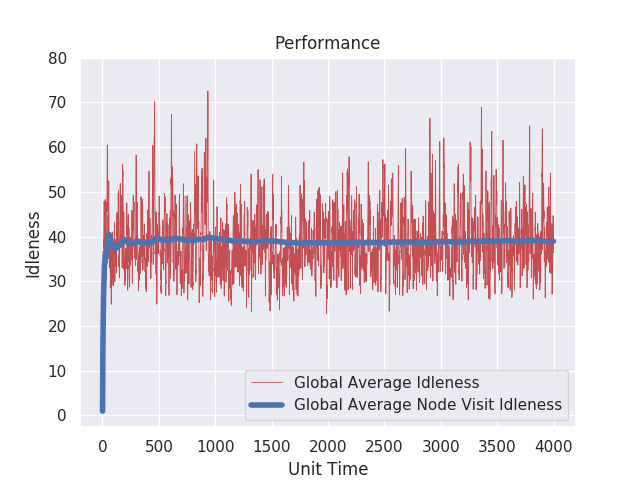 Performance
80
70
60
50
40
30
20
10
0
Idleness
Global Average Idleness
Global Average Node Visit Idleness
0 500 1000 1500 2000 2500 3000 3500 4000
Unit Time